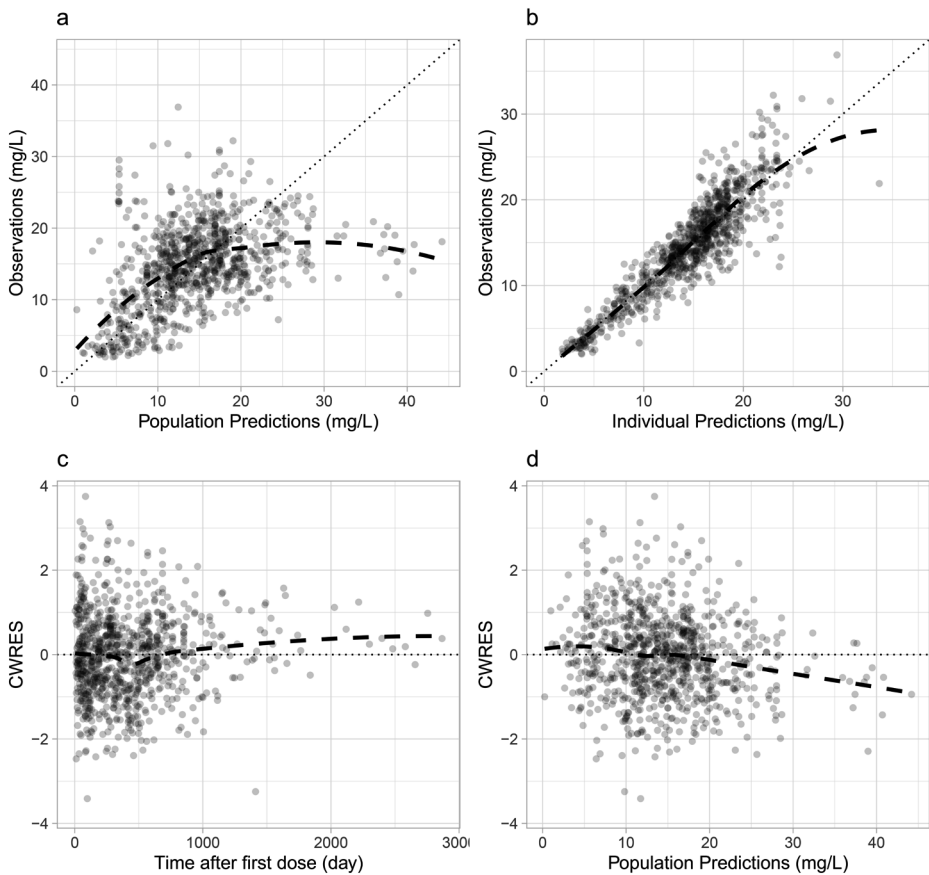 a
b
40
30
20
10
0
Observations (mg/L)
0 10 20 30 40
Population Predictions (mg/L)
30
20
10
0
Observations (mg/L)
0 10 20 30
Individual Predictions (mg/L)
c
d
4
2
0
−2
−4
CWRES
0 1000 2000 300
Time after first dose (day)
4
2
0
−2
−4
CWRES
0 10 20 30 40
Population Predictions (mg/L)